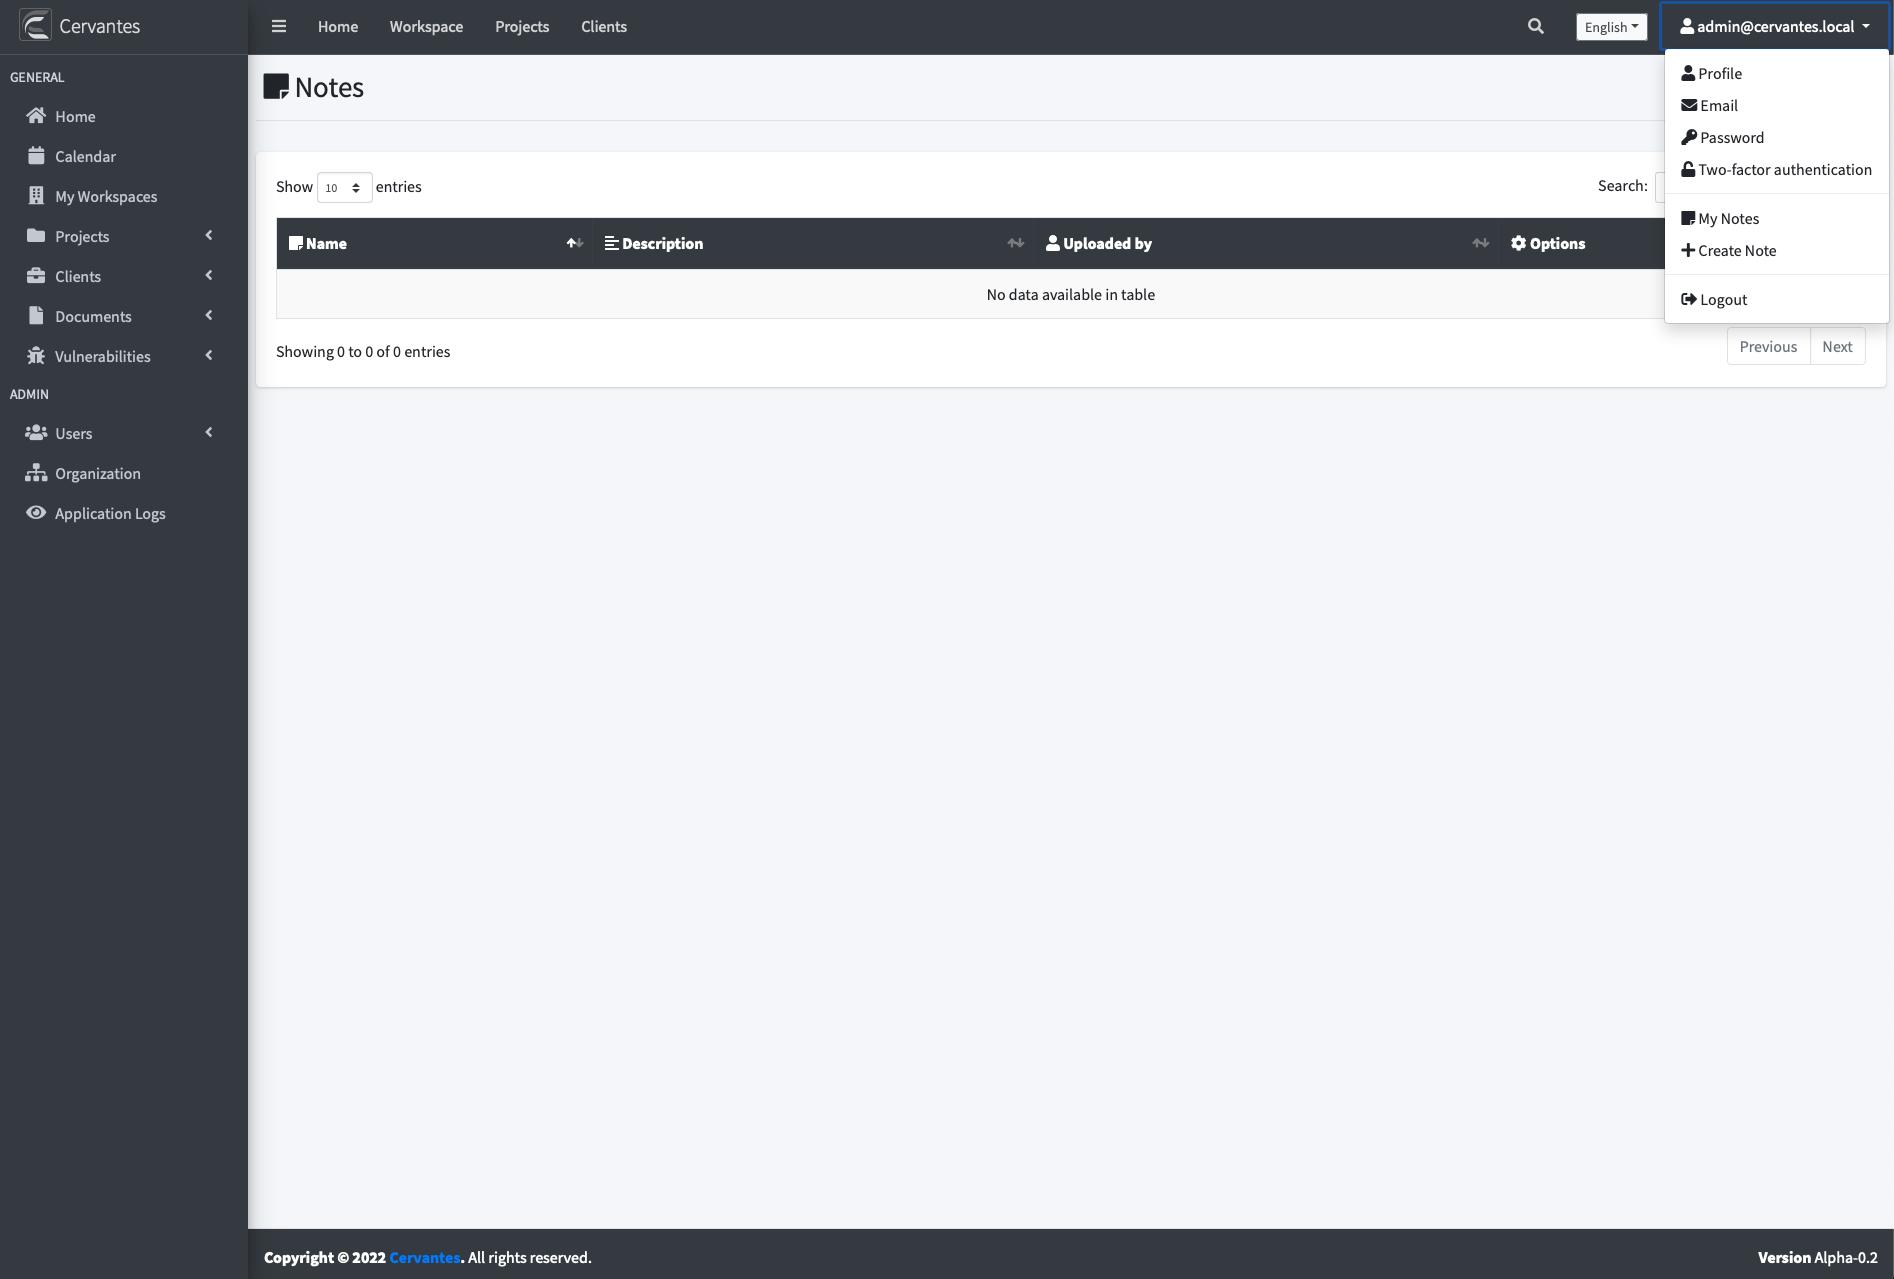 Cervantes
Home
Workspace
Projects
Clients
English
admin@cervantes.local
GENERAL
Home
Calendar
My Workspaces
Projects
Clients
Documents
Vulnerabilities
ADMIN
Users
Organization
Application Logs
Notes
Profile
Email
Password
Two-factor authentication
My Notes
Create Note
Logout
Show 10 entries
Search:
Name
Description
Uploaded by
Options
No data available in table
Showing 0 to 0 of 0 entries
Previous
Next
Copyright © 2022 Cervantes. All rights reserved.
Version Alpha-0.2